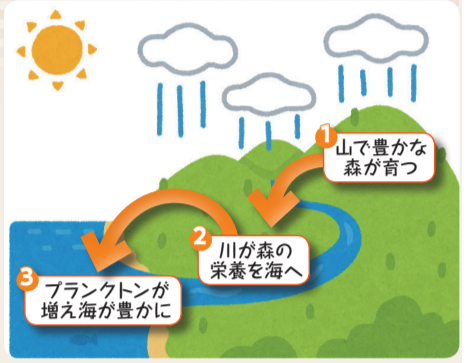 1
山で豊かな
森が育つ
2
川が森の
栄養を海へ
3
プランクトンが
増え海が豊かに